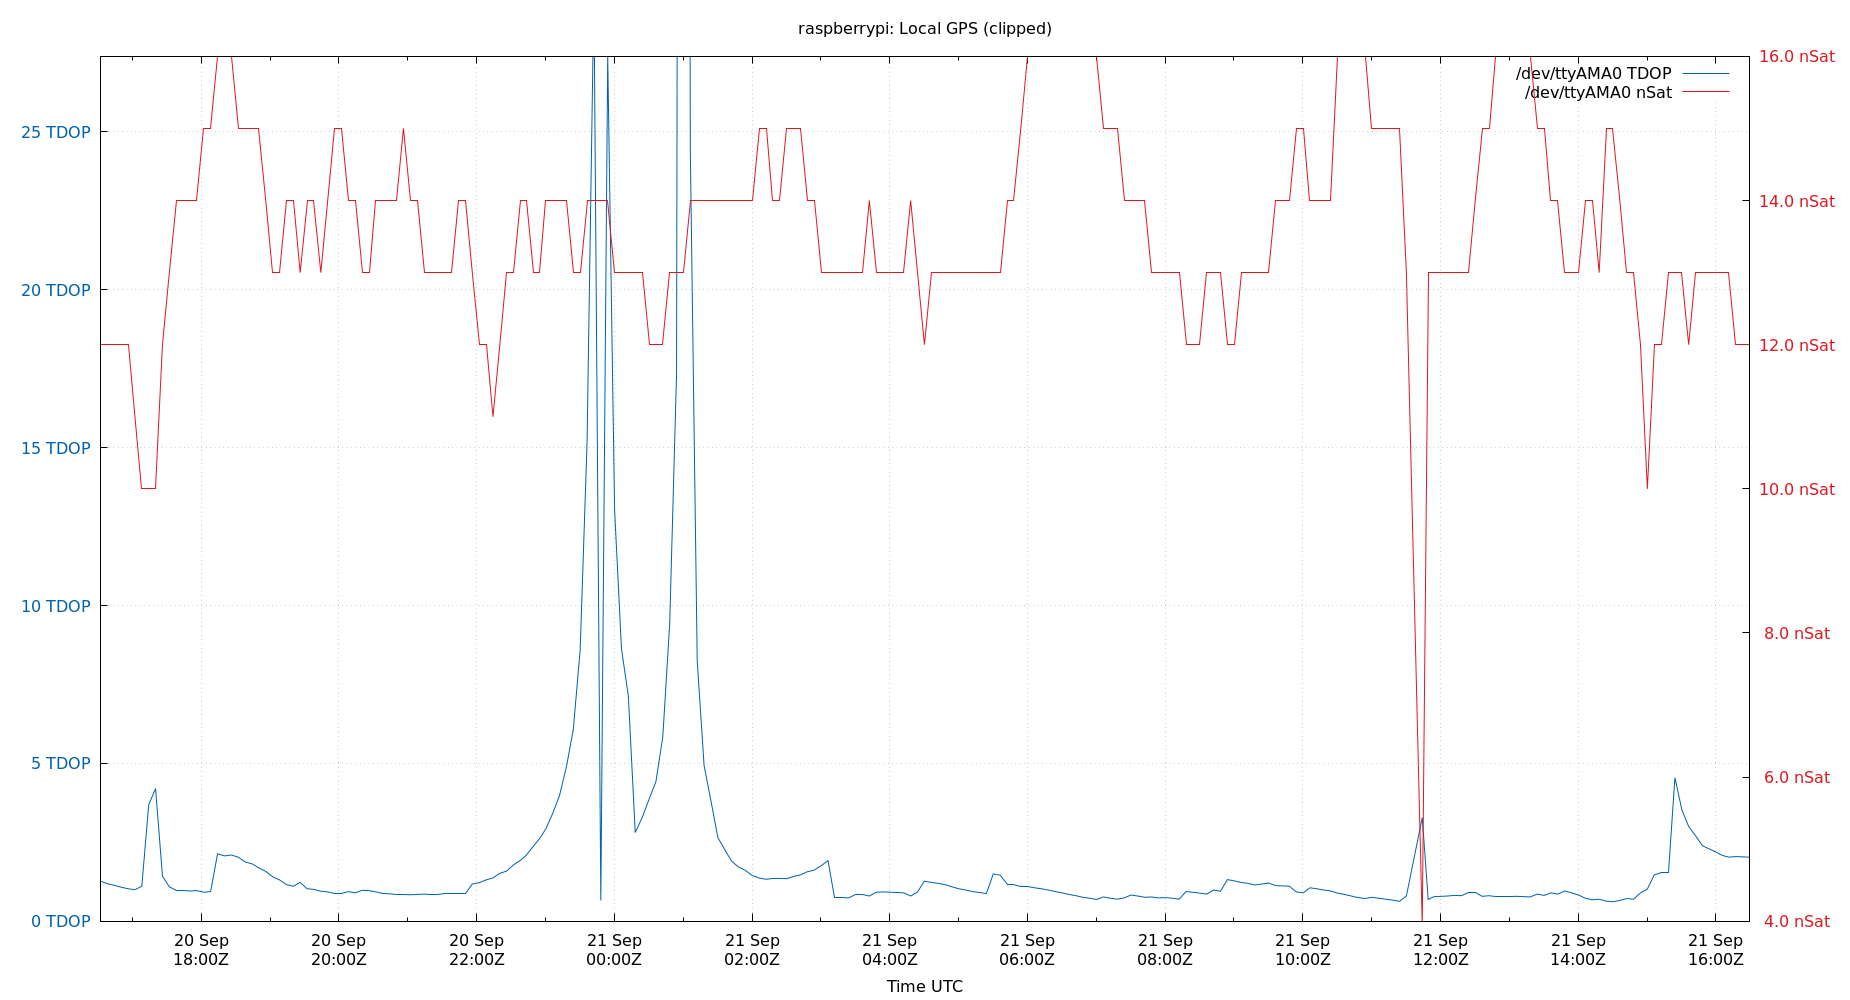 raspberrypi: Local GPS (clipped)
/dev/ttyAMA0 TDOP
/dev/ttyAMA0 nSat
25 TDOP
20 TDOP
15 TDOP
10 TDOP
5 TDOP
0 TDOP
16.0 nSat
14.0 nSat
12.0 nSat
10.0 nSat
8.0 nSat
6.0 nSat
4.0 nSat
20 Sep 20 Sep 20 Sep 21 Sep 21 Sep 21 Sep 21 Sep 21 Sep 21 Sep 21 Sep 21 Sep 21 Sep
18:00Z 20:00Z 22:00Z 00:00Z 02:00Z 04:00Z 06:00Z 08:00Z 10:00Z 12:00Z 14:00Z 16:00Z
Time UTC